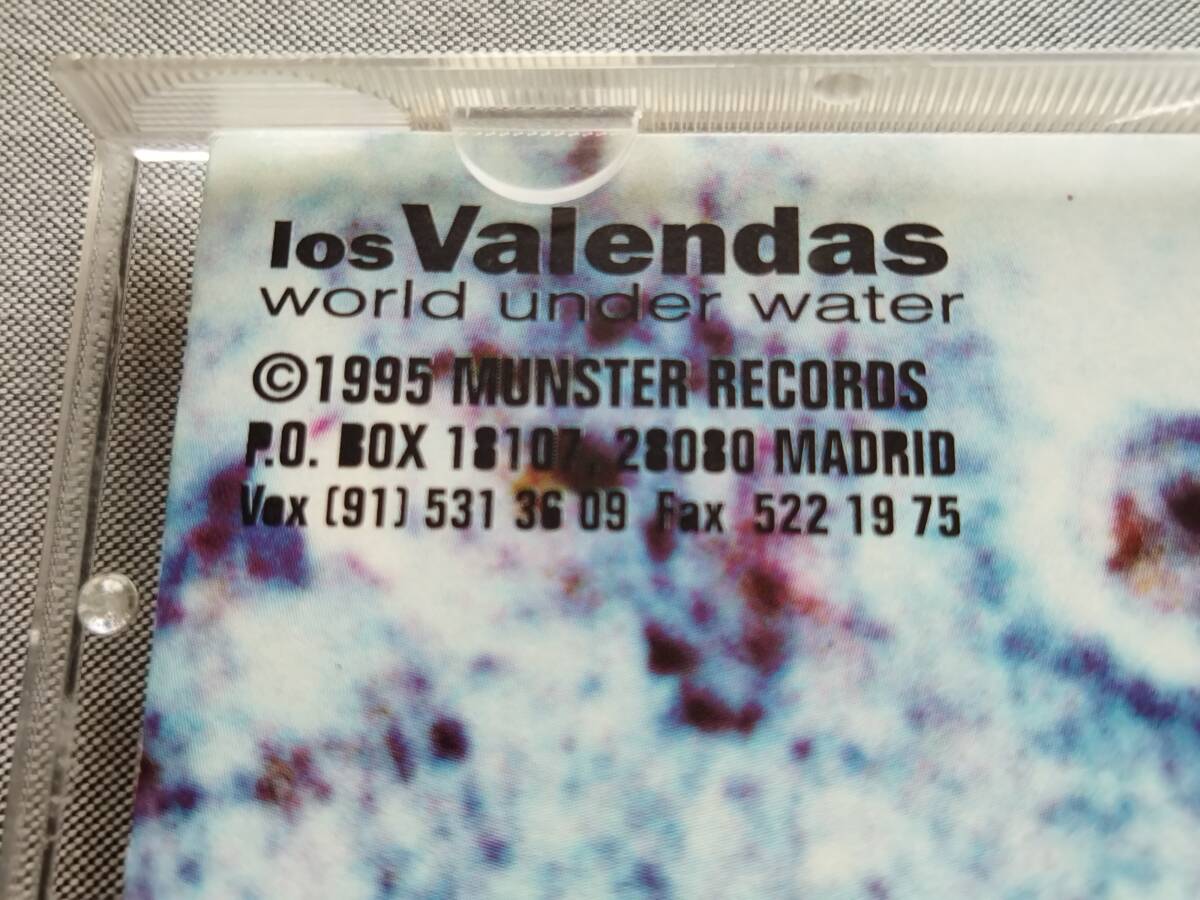 los Valendas
world under water
©1995 MUNSTER RECORDS
P.O. BOX 18107, 28080 MADRID
Vox (91) 531 36 09 Fax 522 19 75